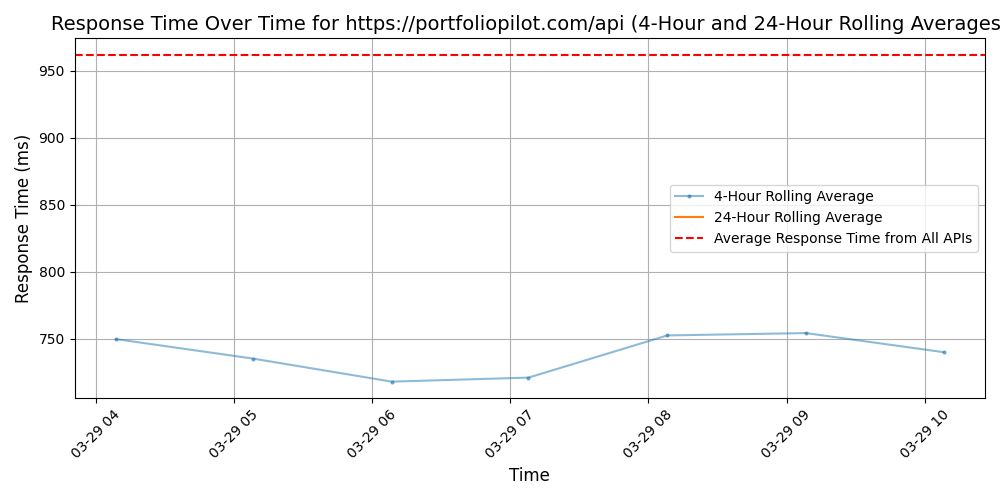 Response Time Over Time for https://portfoliopilot.com/api (4-Hour and 24-Hour Rolling Averages
Response Time (ms)
950
900
850
800
750
4-Hour Rolling Average
24-Hour Rolling Average
Average Response Time from All APIs
03-29 04
03-29 05
03-29 06
03-29 07
03-29 08
03-29 09
03-29 10
Time